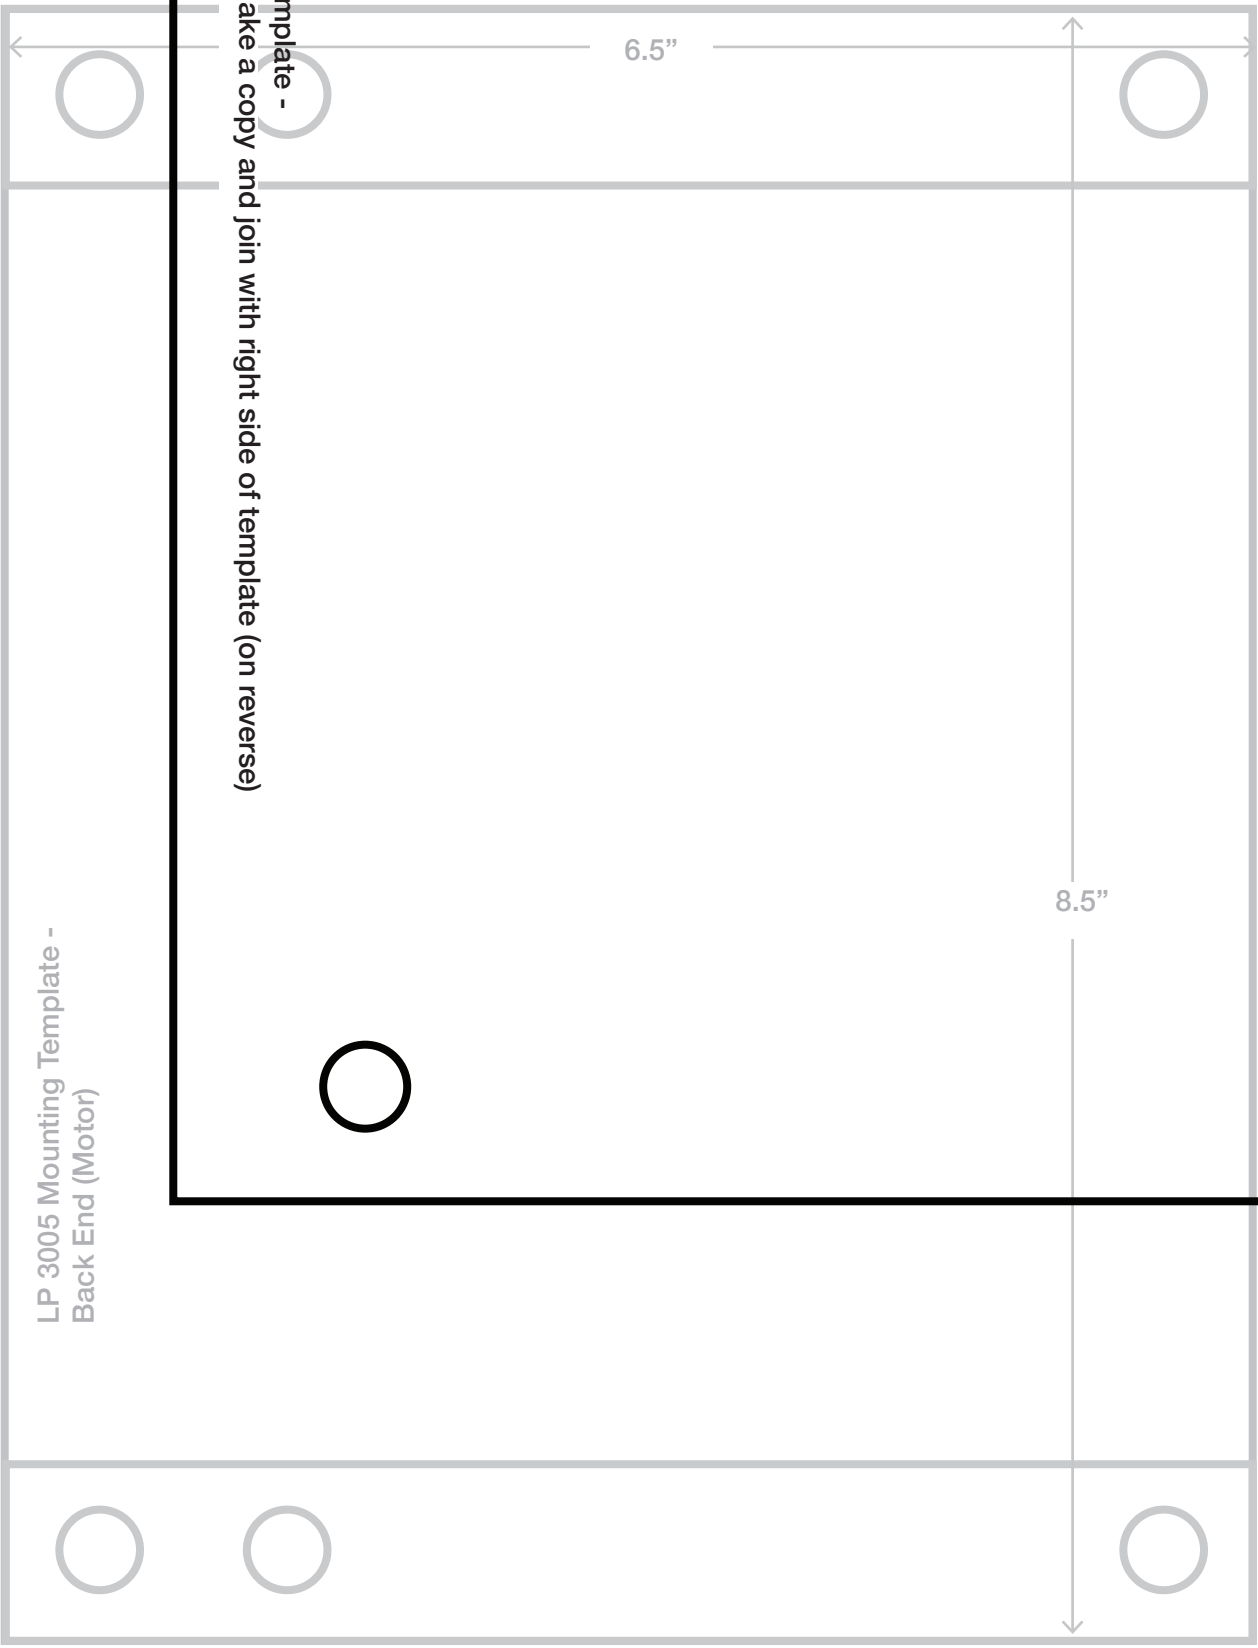 6.5”
mplate -
ake a copy and join with right side of template (on reverse)
8.5”
LP 3005 Mounting Template -
Back End (Motor)